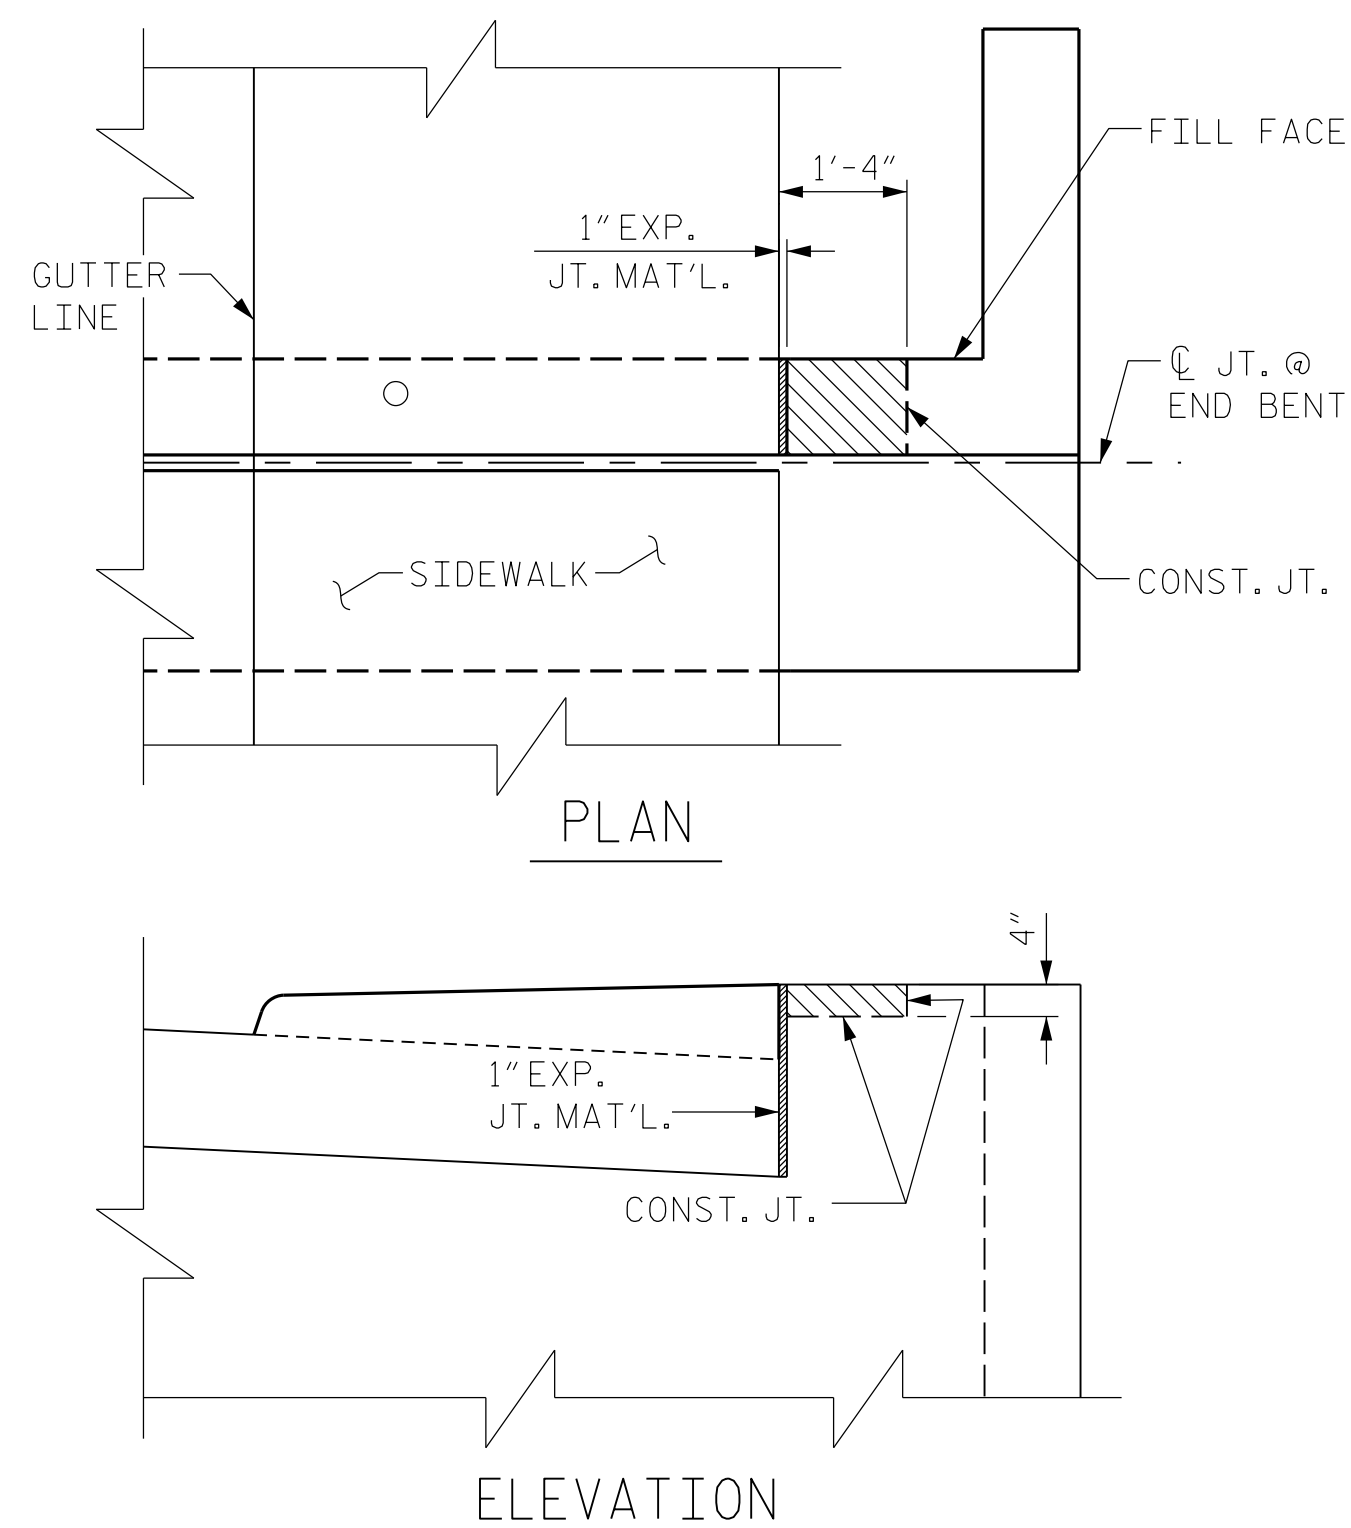 FILL FACE
1'-4"
1" EXP.
JT. MAT'L.
GUTTER
LINE
℄ JT. @
END BENT
SIDEWALK
CONST. JT.
PLAN
4"
1" EXP.
JT. MAT'L.
CONST. JT.
ELEVATION